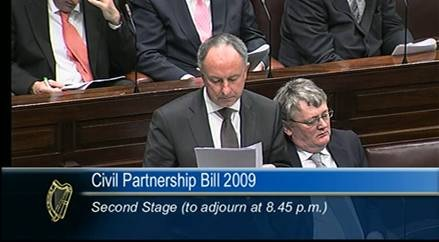 Civil Partnership Bill 2009
Second Stage (to adjourn at 8.45 p.m.)